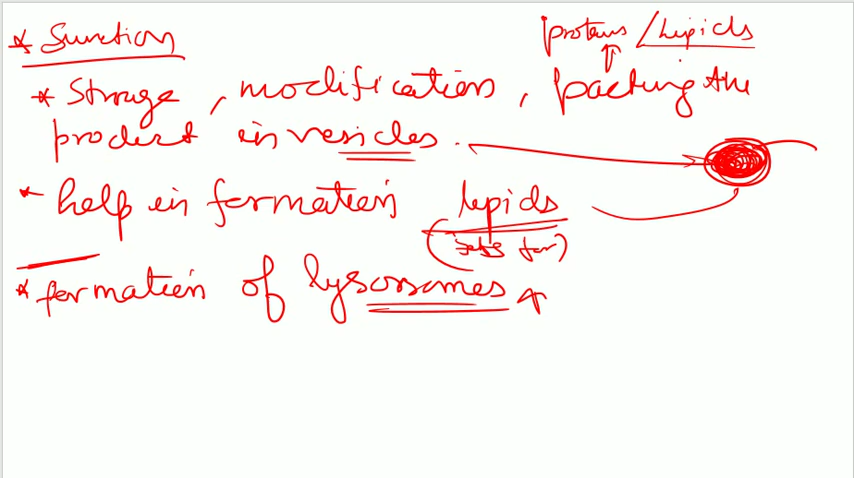 * Function
proteins / Lipids
* Storage, modification, packing the
product in vesicles.
* help in formation lipids
* formation of lysosomes